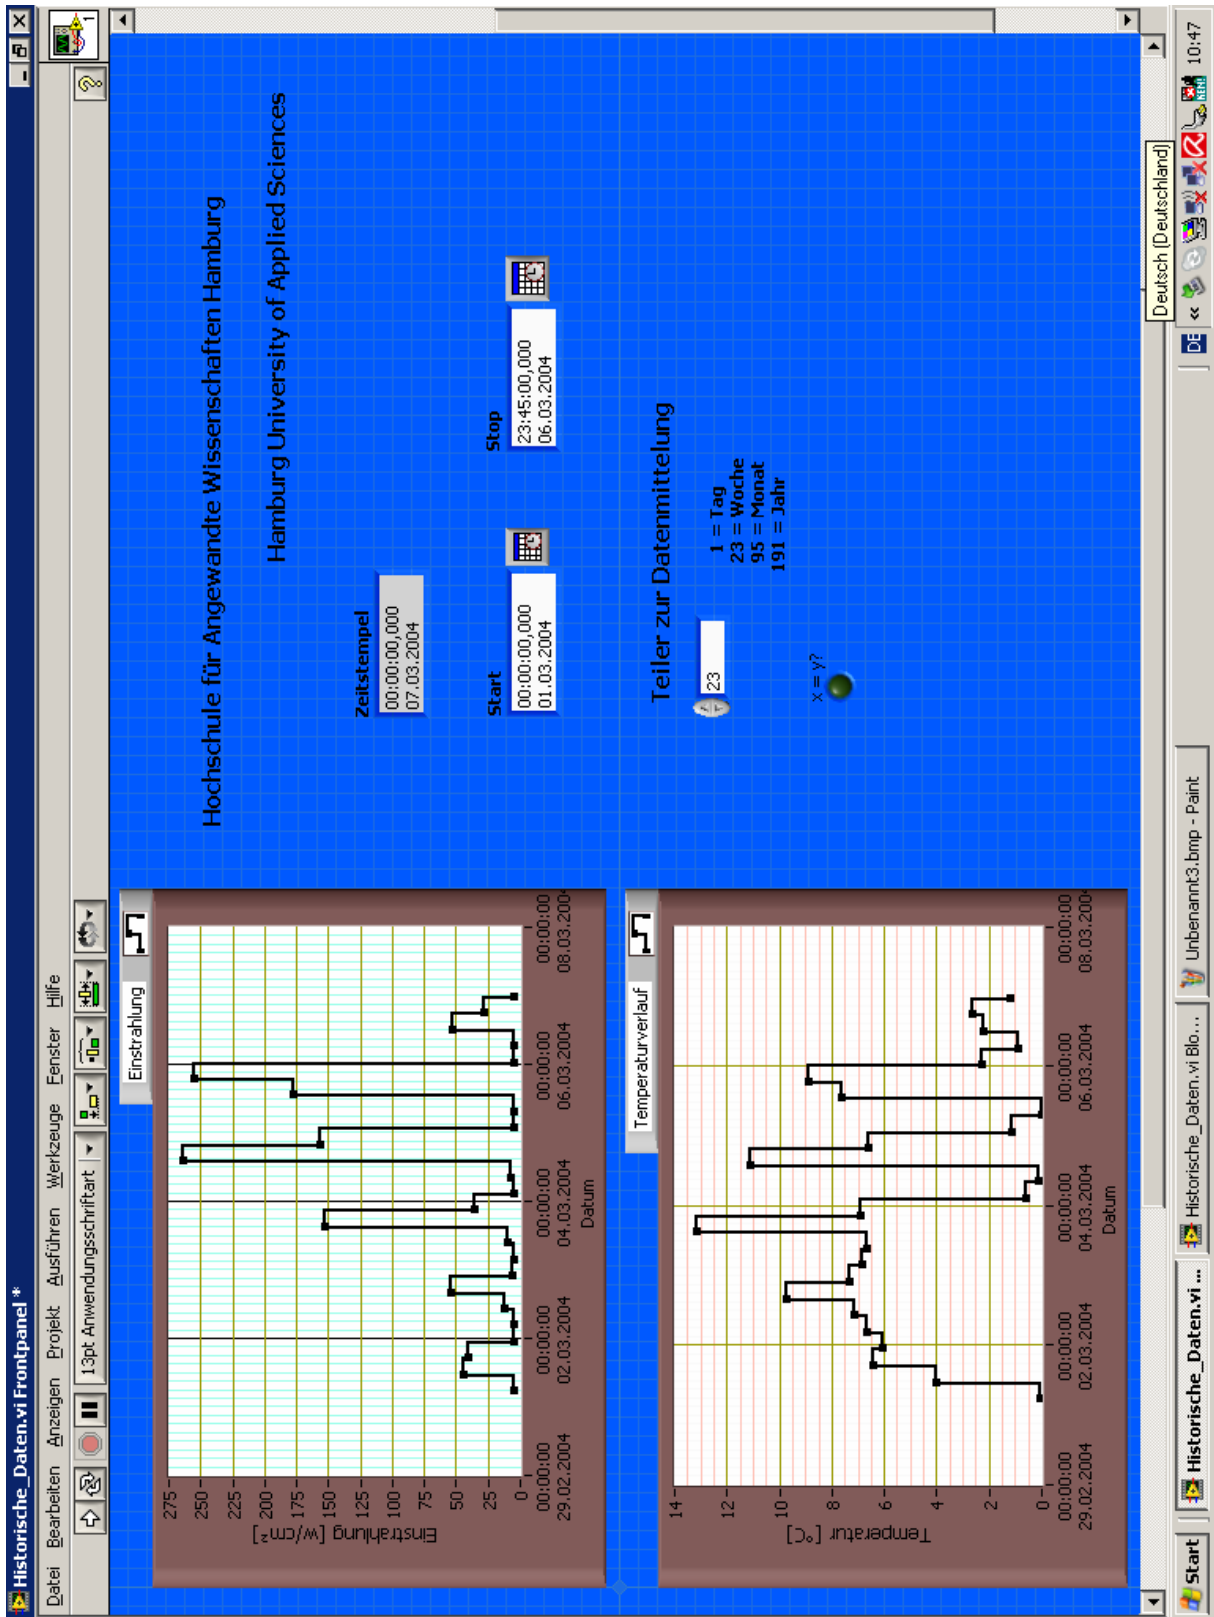 Historische_Daten.vi Frontpanel *
Datei Bearbeiten Anzeigen Projekt Ausführen Werkzeuge Fenster Hilfe
13pt Anwendungsschriftart
?
1
Einstrahlung
Einstrahlung [w/cm²]
275
250
225
200
175
150
125
100
75
50
25
0
00:00:00 00:00:00 00:00:00 00:00:00 00:00:00
29.02.2004 02.03.2004 04.03.2004 06.03.2004 08.03.200
Datum
Temperaturverlauf
Temperatur [°C]
14
12
10
8
6
4
2
0
00:00:00 00:00:00 00:00:00 00:00:00 00:00:00
29.02.2004 02.03.2004 04.03.2004 06.03.2004 08.03.200
Datum
Hochschule für Angewandte Wissenschaften Hamburg
Hamburg University of Applied Sciences
Zeitstempel
00:00:00,000
07.03.2004
Start
00:00:00,000
01.03.2004
Stop
23:45:00,000
06.03.2004
Teiler zur Datenmittelung
23
1 = Tag
23 = Woche
95 = Monat
191 = Jahr
x = y?
Deutsch (Deutschland)
Start Historische_Daten.vi ... Historische_Daten.vi Blo... Unbenannt3.bmp - Paint DE « KEN! 10:47